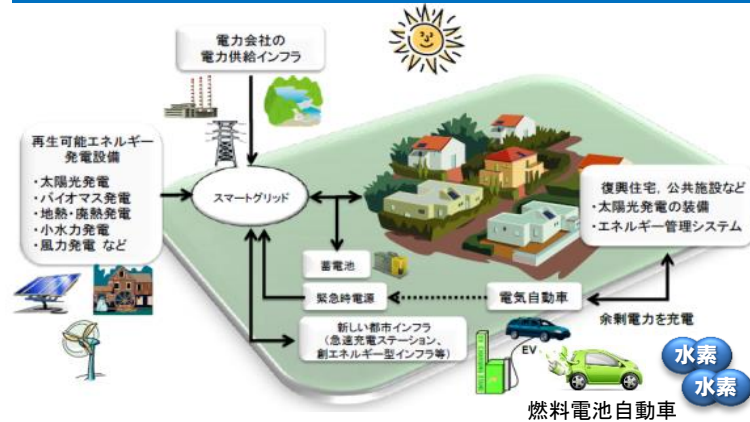 電力会社の
電力供給インフラ
再生可能エネルギー
発電設備
・太陽光発電
・バイオマス発電
・地熱・廃熱発電
・小水力発電
・風力発電 など
スマートグリッド
復興住宅，公共施設など
・太陽光発電の装備
・エネルギー管理システム
蓄電池
緊急時電源
電気自動車
余剰電力を充電
新しい都市インフラ
（急速充電ステーション、
創エネルギー型インフラ等）
EV
水素
水素
燃料電池自動車